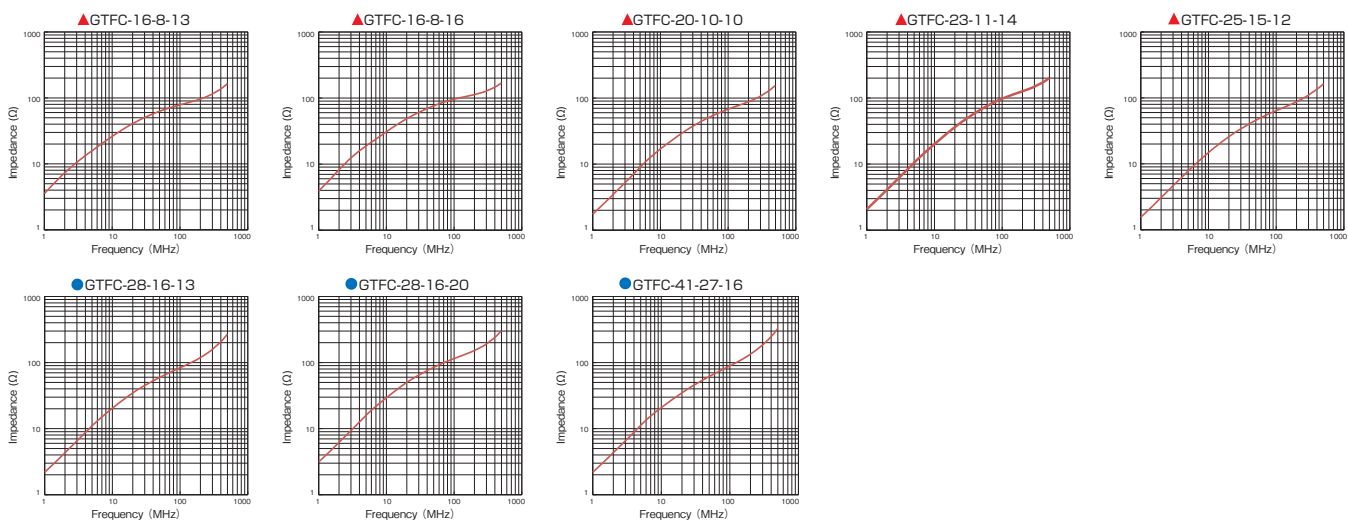 ▲GTFC-16-8-13
1000
100
10
1
Impedance (Ω)
1 10 100 1000
Frequency (MHz)
▲GTFC-16-8-16
1000
100
10
1
Impedance (Ω)
1 10 100 1000
Frequency (MHz)
▲GTFC-20-10-10
1000
100
10
1
Impedance (Ω)
1 10 100 1000
Frequency (MHz)
▲GTFC-23-11-14
1000
100
10
1
Impedance (Ω)
1 10 100 1000
Frequency (MHz)
▲GTFC-25-15-12
1000
100
10
1
Impedance (Ω)
1 10 100 1000
Frequency (MHz)
●GTFC-28-16-13
1000
100
10
1
Impedance (Ω)
1 10 100 1000
Frequency (MHz)
●GTFC-28-16-20
1000
100
10
1
Impedance (Ω)
1 10 100 1000
Frequency (MHz)
●GTFC-41-27-16
1000
100
10
1
Impedance (Ω)
1 10 100 1000
Frequency (MHz)